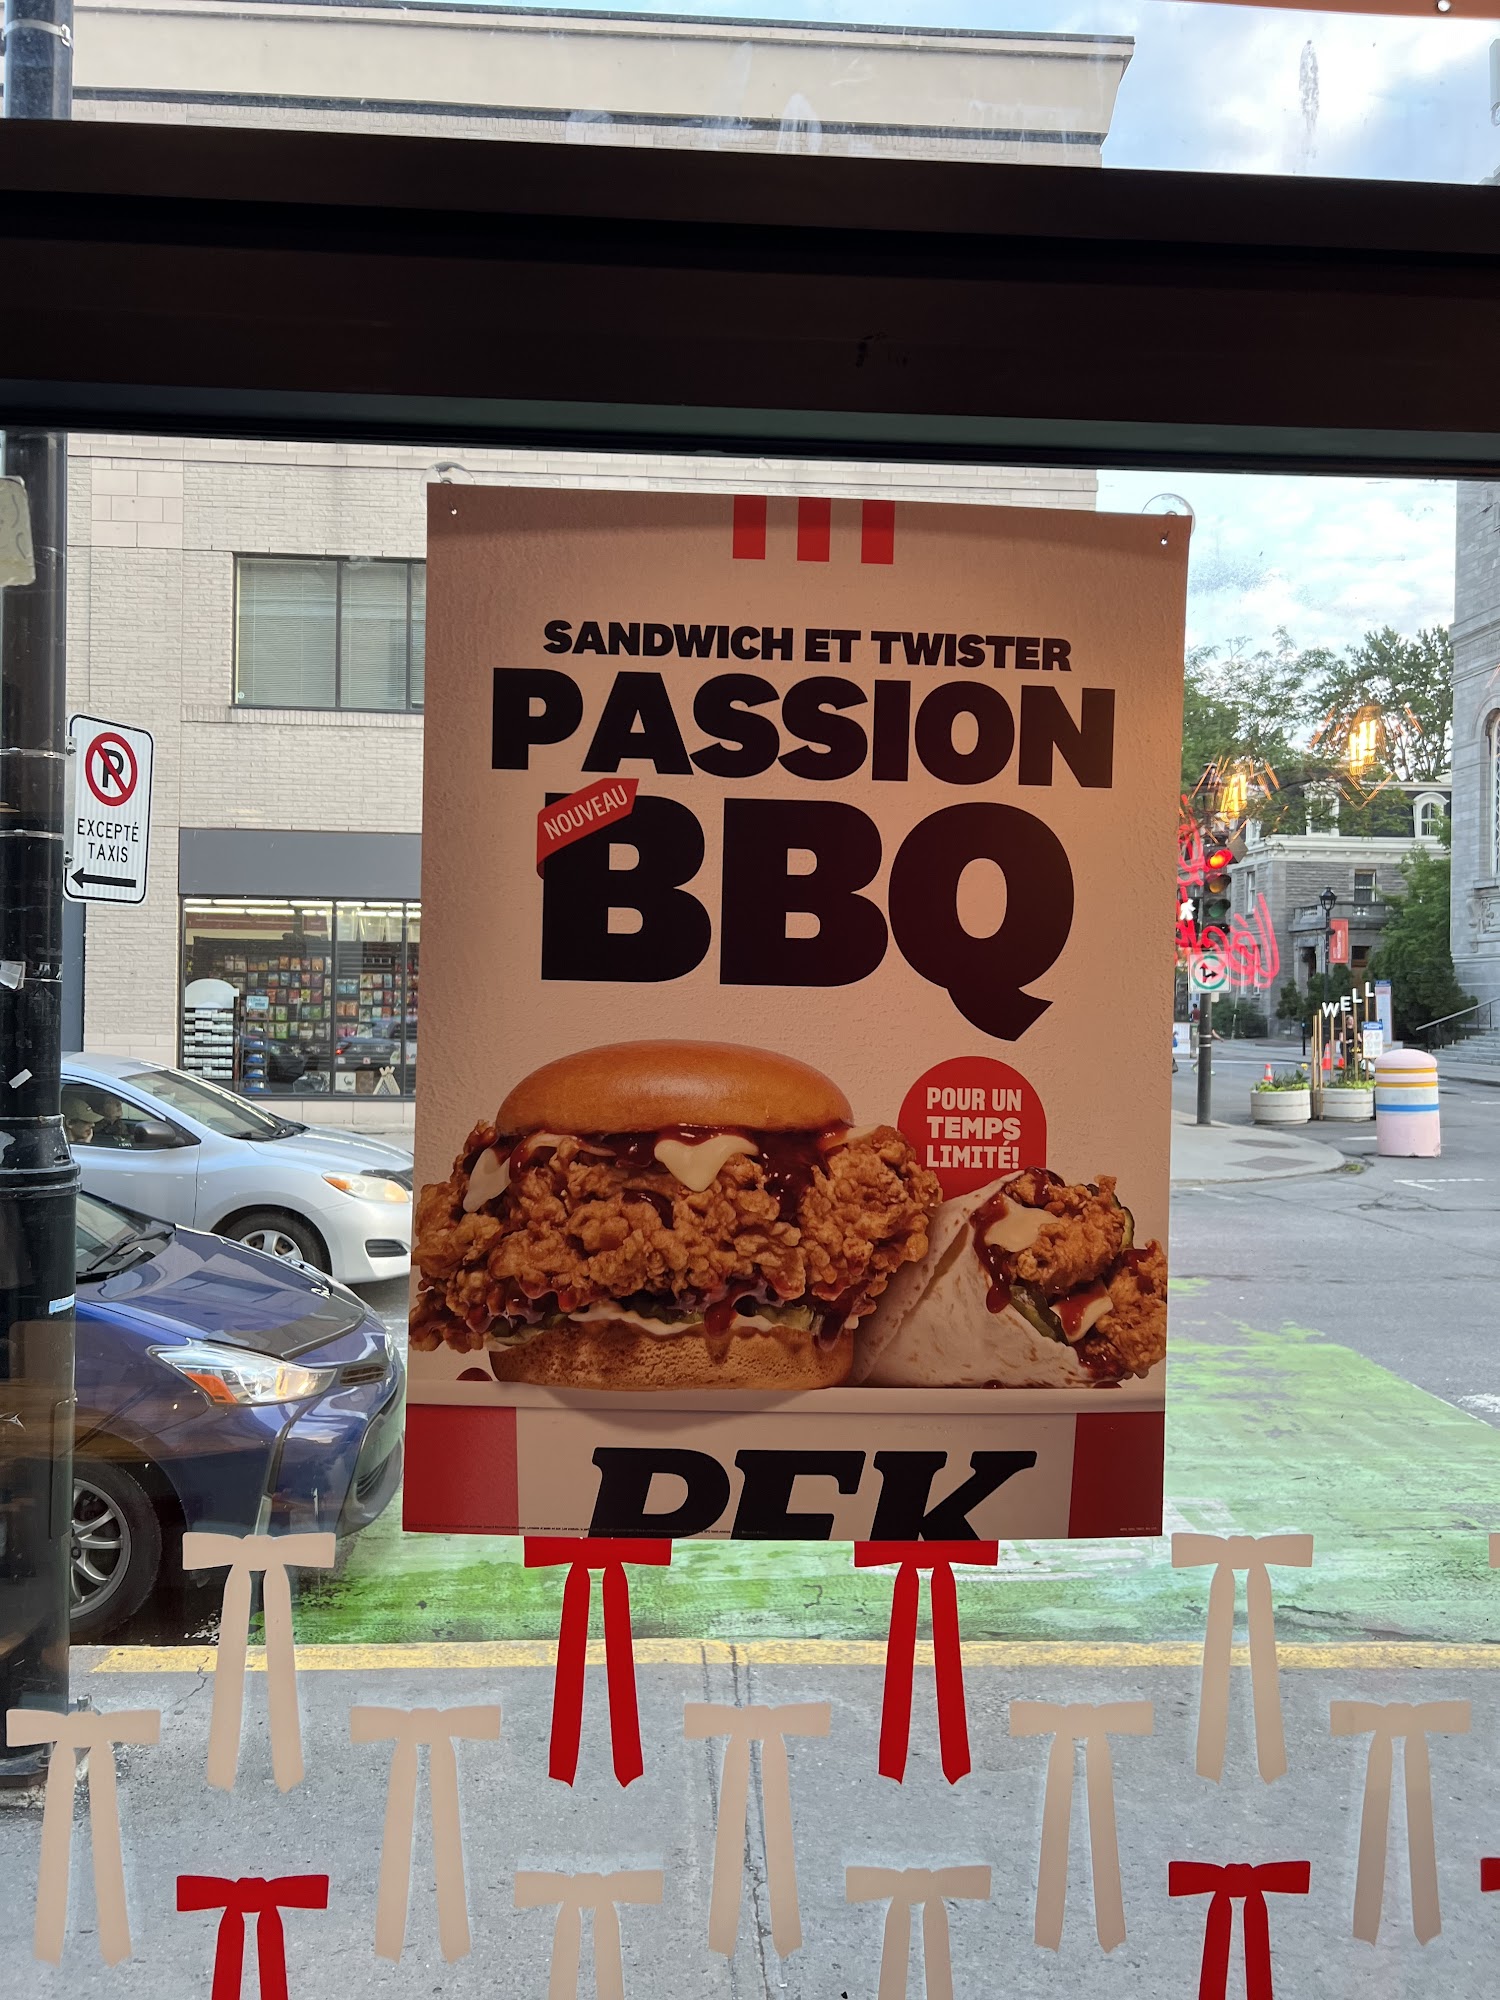 SANDWICH ET TWISTER
PASSION
NOUVEAU
BBQ
POUR UN
TEMPS
LIMITÉ!
PFK
P
EXCEPTÉ
TAXIS
WELL